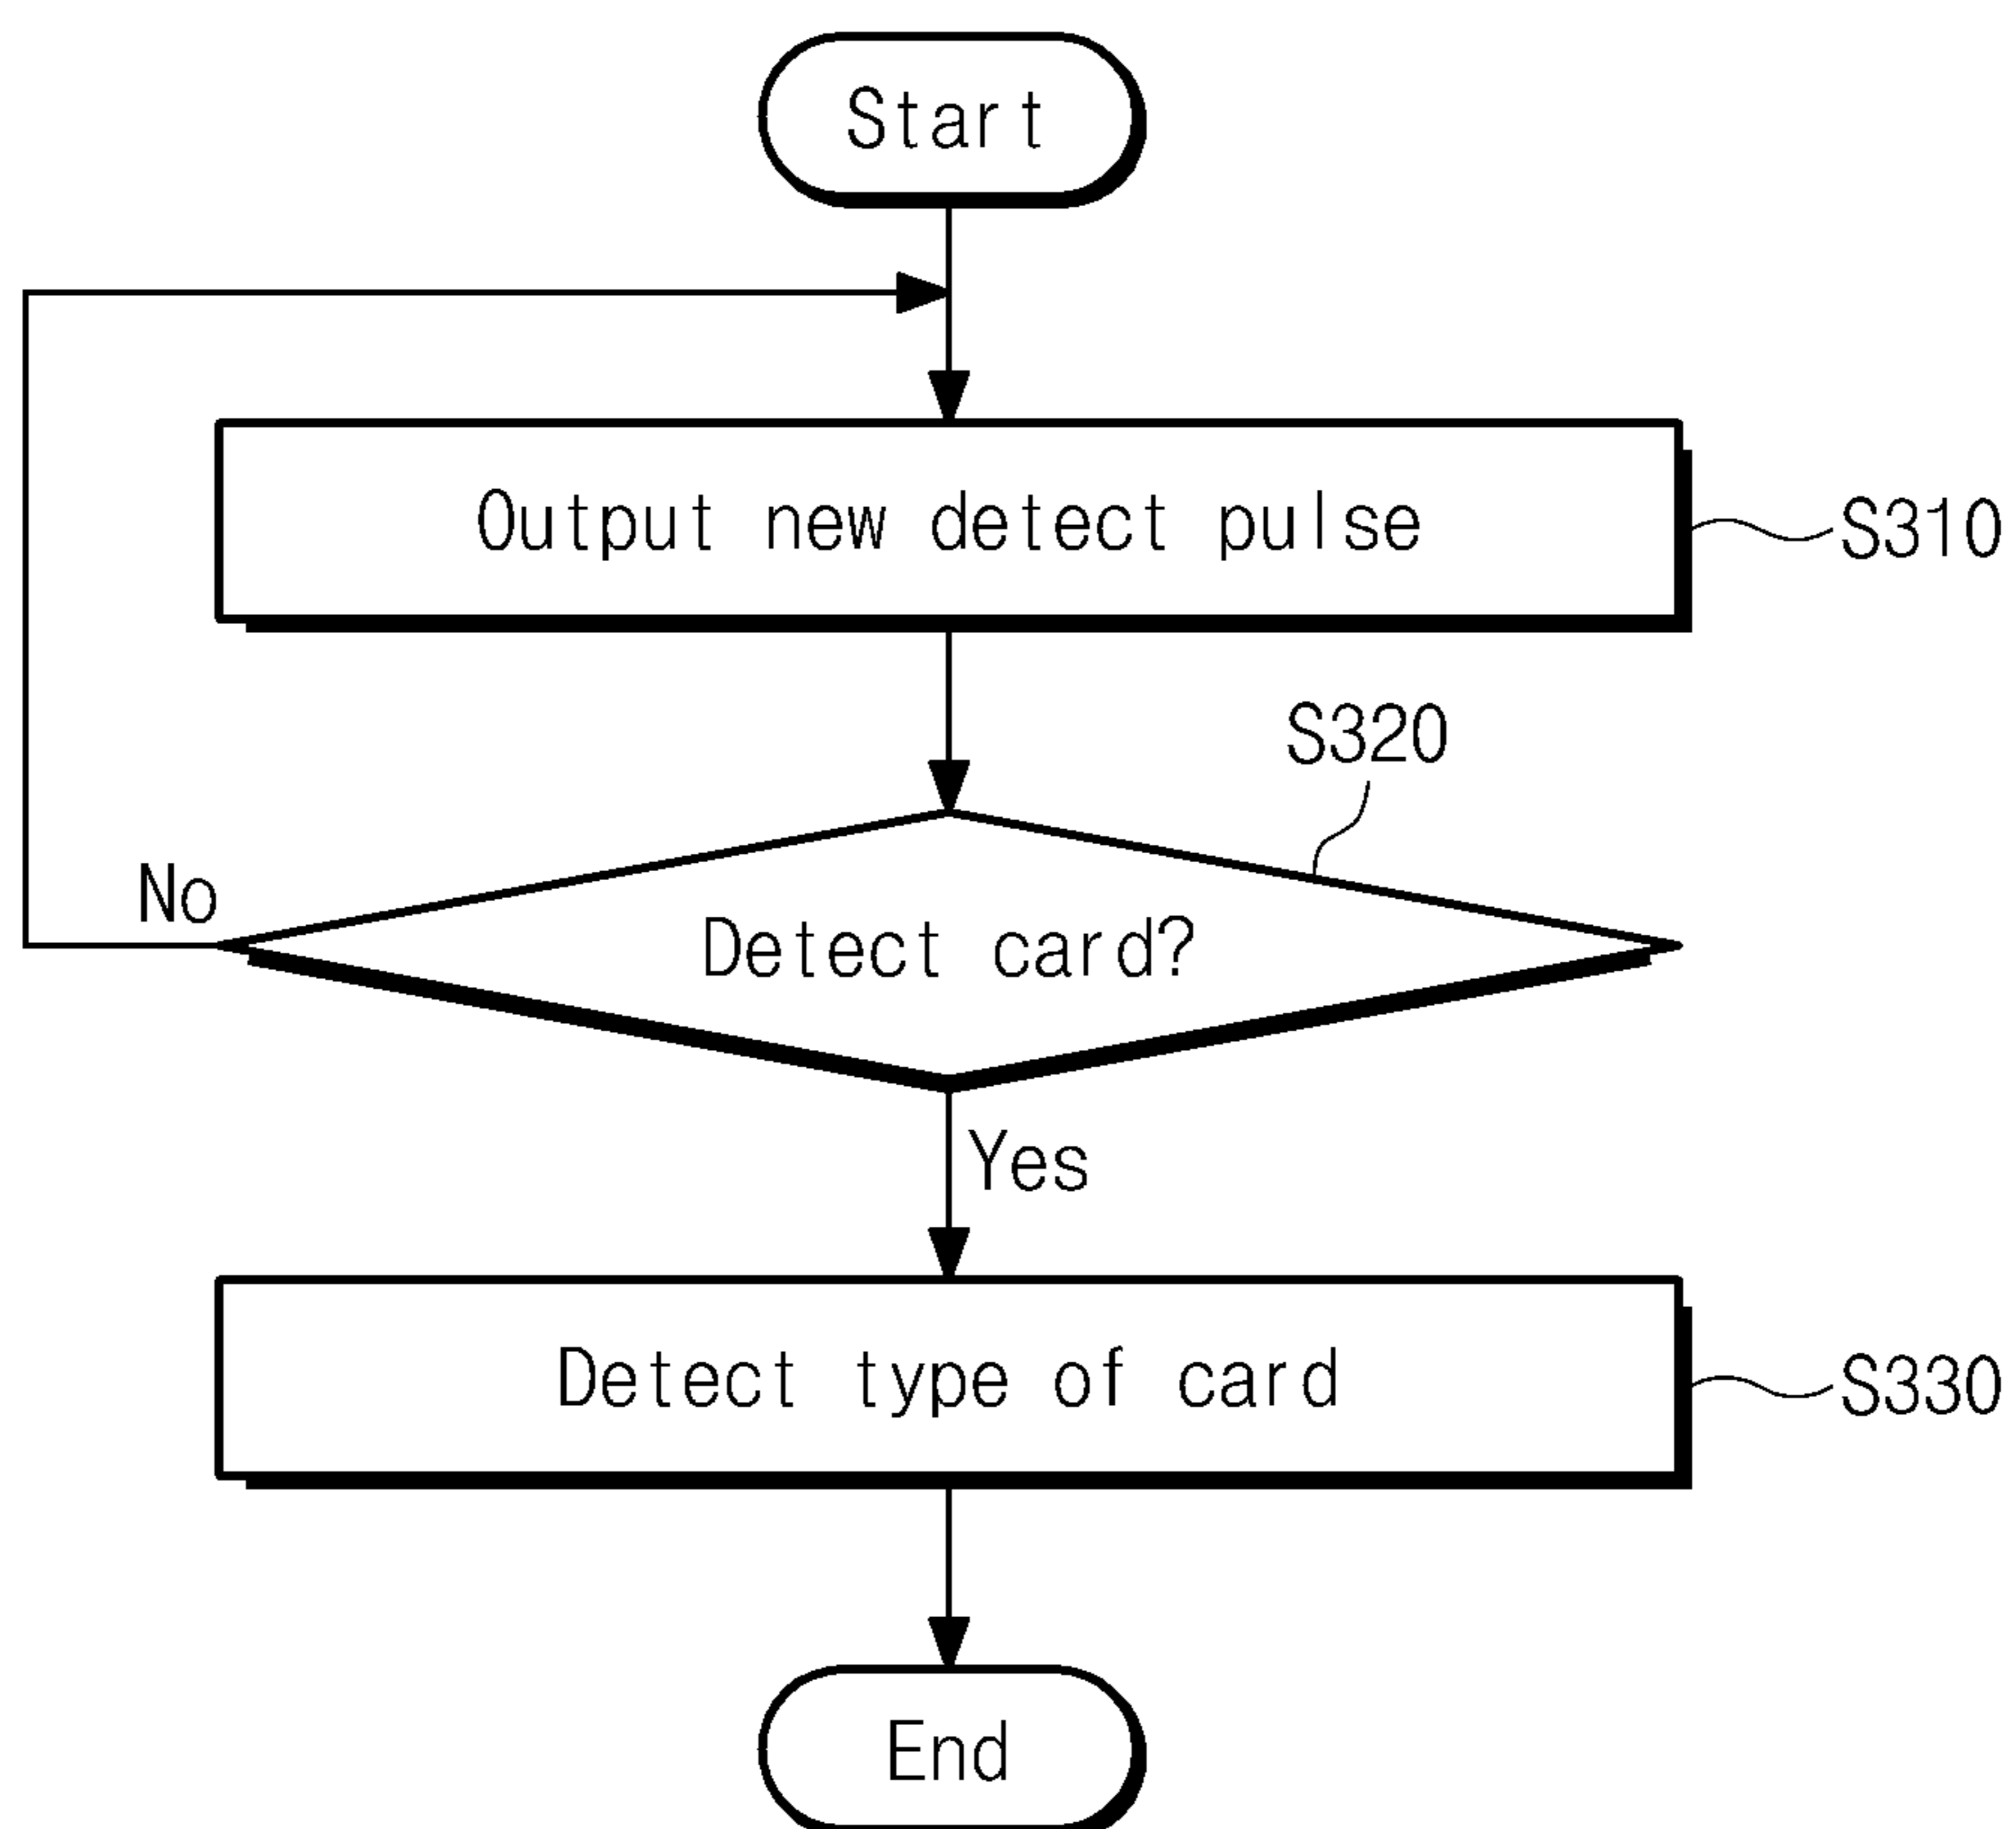 Start
Output new detect pulse
S310
S320
No
Detect card?
Yes
Detect type of card
S330
End